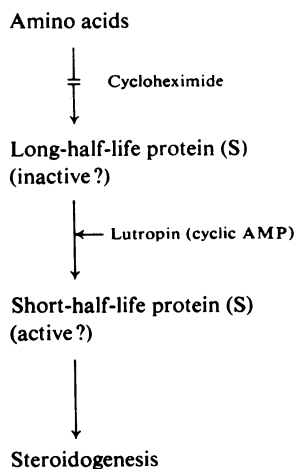 Amino acids
Cycloheximide
Long-half-life protein (S)
(inactive?)
Lutropin (cyclic AMP)
Short-half-life protein (S)
(active?)
Steroidogenesis